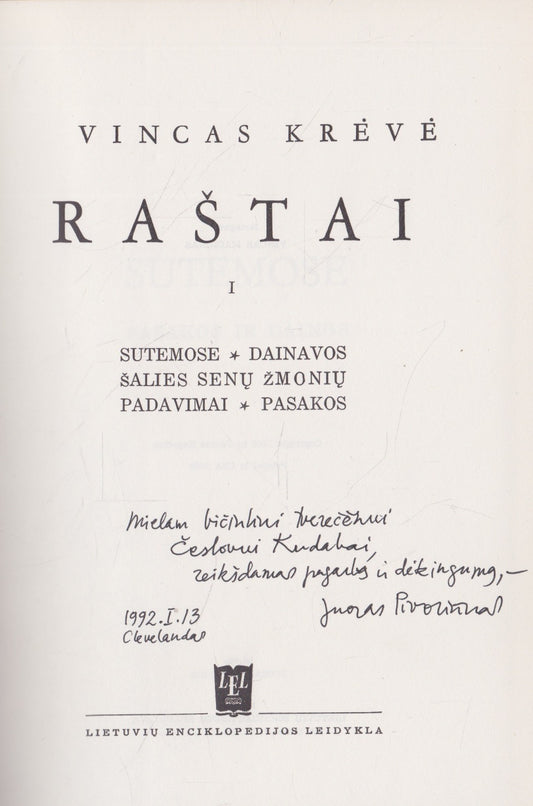 VINCAS KRĖVĖ
RAŠTAI
I
SUTEMOSE ★ DAINAVOS
ŠALIES SENŲ ŽMONIŲ
PADAVIMAI ★ PASAKOS
Mielam bičiuliui
Česlovui Kudabai,
reikšdamas pagarbą ir dėkingumą,–
Juozas Pivoriūnas
1992.I.13
Clevelandas
LEL
LIETUVIŲ ENCIKLOPEDIJOS LEIDYKLA